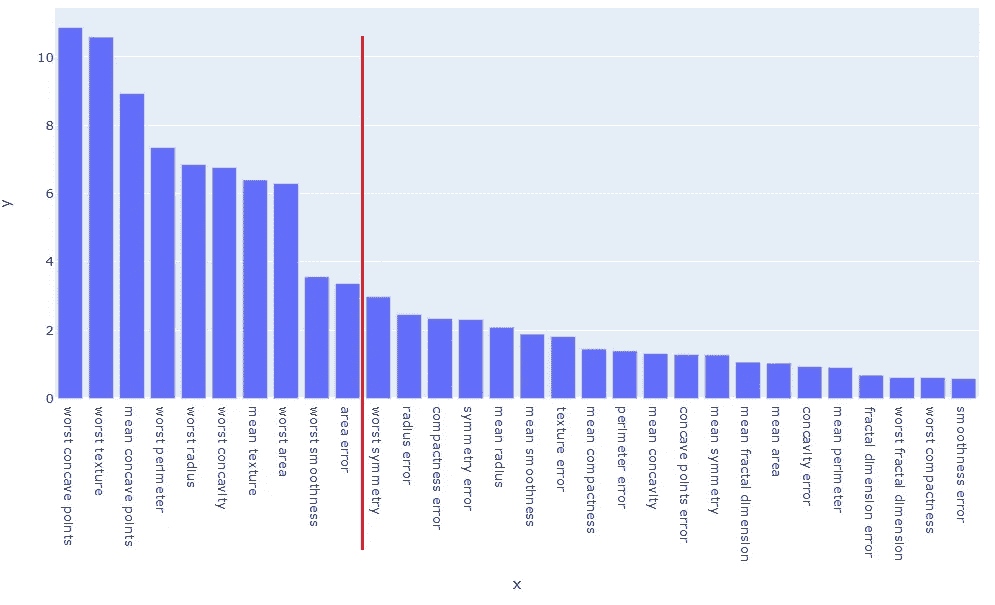 10
8
6
4
2
0
y
worst concave points
worst texture
mean concave points
worst perimeter
worst radius
worst concavity
mean texture
worst area
worst smoothness
area error
worst symmetry
radius error
compactness error
symmetry error
mean radius
mean smoothness
texture error
mean compactness
perimeter error
mean concavity
concave points error
mean symmetry
mean fractal dimension
mean area
concavity error
mean perimeter
fractal dimension error
worst fractal dimension
worst compactness
smoothness error
x